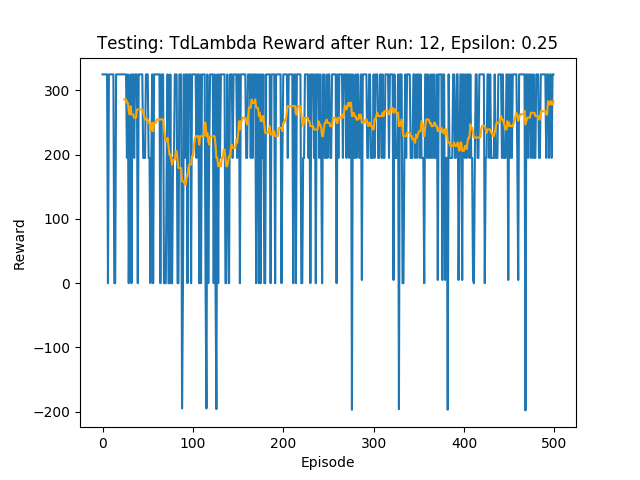 Testing: TdLambda Reward after Run: 12, Epsilon: 0.25
Reward
300
200
100
0
−100
−200
0 100 200 300 400 500
Episode